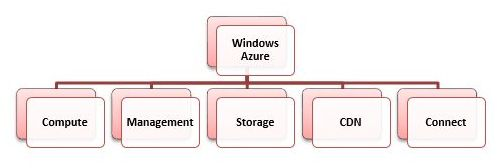 Windows
Azure
Compute
Management
Storage
CDN
Connect